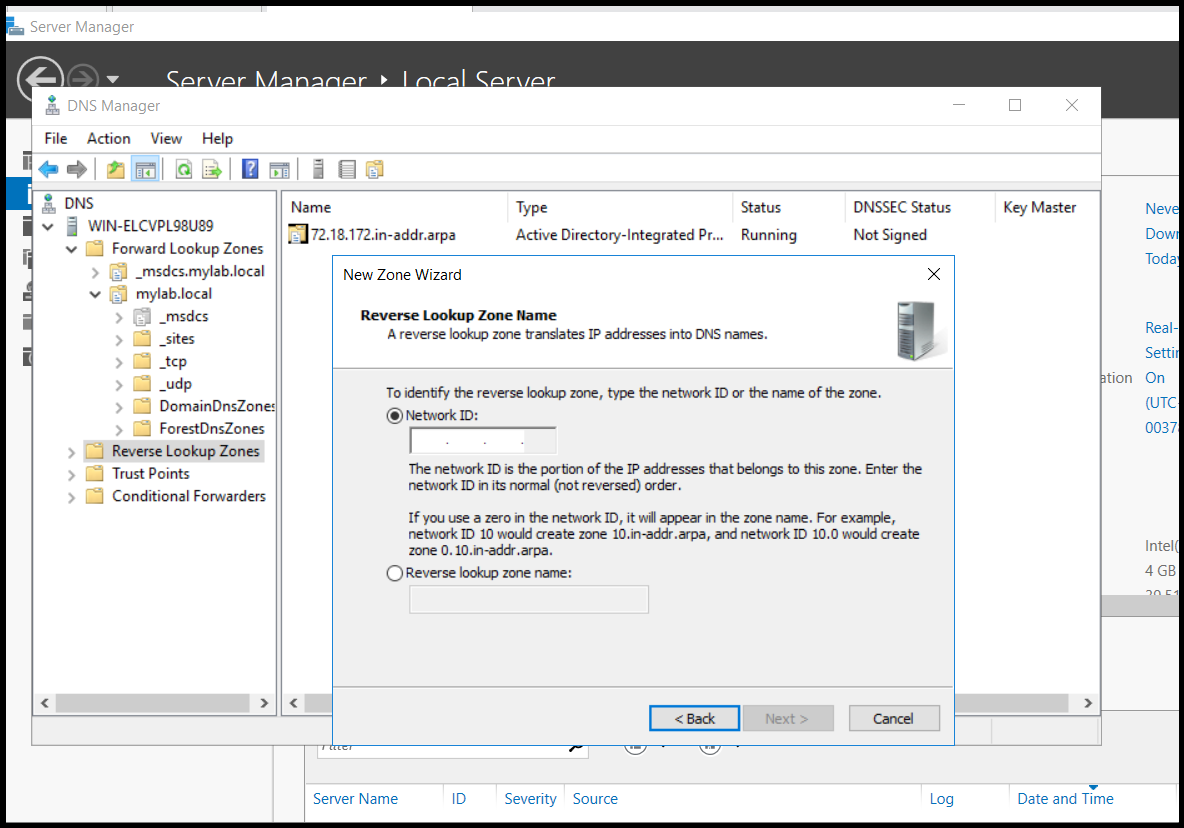 Server Manager
Server Manager ‣ Local Server
DNS Manager
File Action View Help
DNS
WIN-ELCVPL98U89
Forward Lookup Zones
_msdcs.mylab.local
mylab.local
_msdcs
_sites
_tcp
_udp
DomainDnsZones
ForestDnsZones
Reverse Lookup Zones
Trust Points
Conditional Forwarders
Name Type Status DNSSEC Status Key Master
72.18.172.in-addr.arpa Active Directory-Integrated Pr... Running Not Signed
New Zone Wizard
Reverse Lookup Zone Name
A reverse lookup zone translates IP addresses into DNS names.
To identify the reverse lookup zone, type the network ID or the name of the zone.
Network ID:
. . .
The network ID is the portion of the IP addresses that belongs to this zone. Enter the
network ID in its normal (not reversed) order.
If you use a zero in the network ID, it will appear in the zone name. For example,
network ID 10 would create zone 10.in-addr.arpa, and network ID 10.0 would create
zone 0.10.in-addr.arpa.
Reverse lookup zone name:
< Back Next > Cancel
Neve
Dow
Today
Real-
Settin
ation On
(UTC-
0037
Intel(
4 GB
Filter
Server Name ID Severity Source Log Date and Time